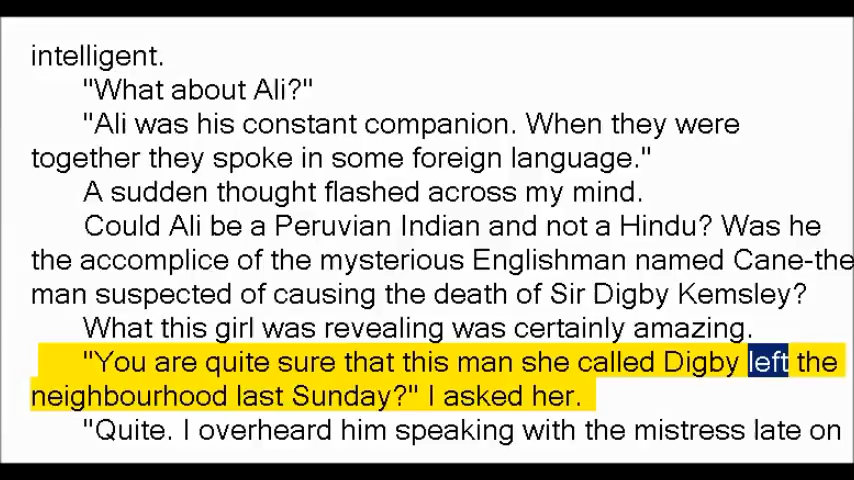 intelligent.
"What about Ali?"
"Ali was his constant companion. When they were
together they spoke in some foreign language."
A sudden thought flashed across my mind.
Could Ali be a Peruvian Indian and not a Hindu? Was he
the accomplice of the mysterious Englishman named Cane-the
man suspected of causing the death of Sir Digby Kemsley?
What this girl was revealing was certainly amazing.
"You are quite sure that this man she called Digby left the
neighbourhood last Sunday?" I asked her.
"Quite. I overheard him speaking with the mistress late on